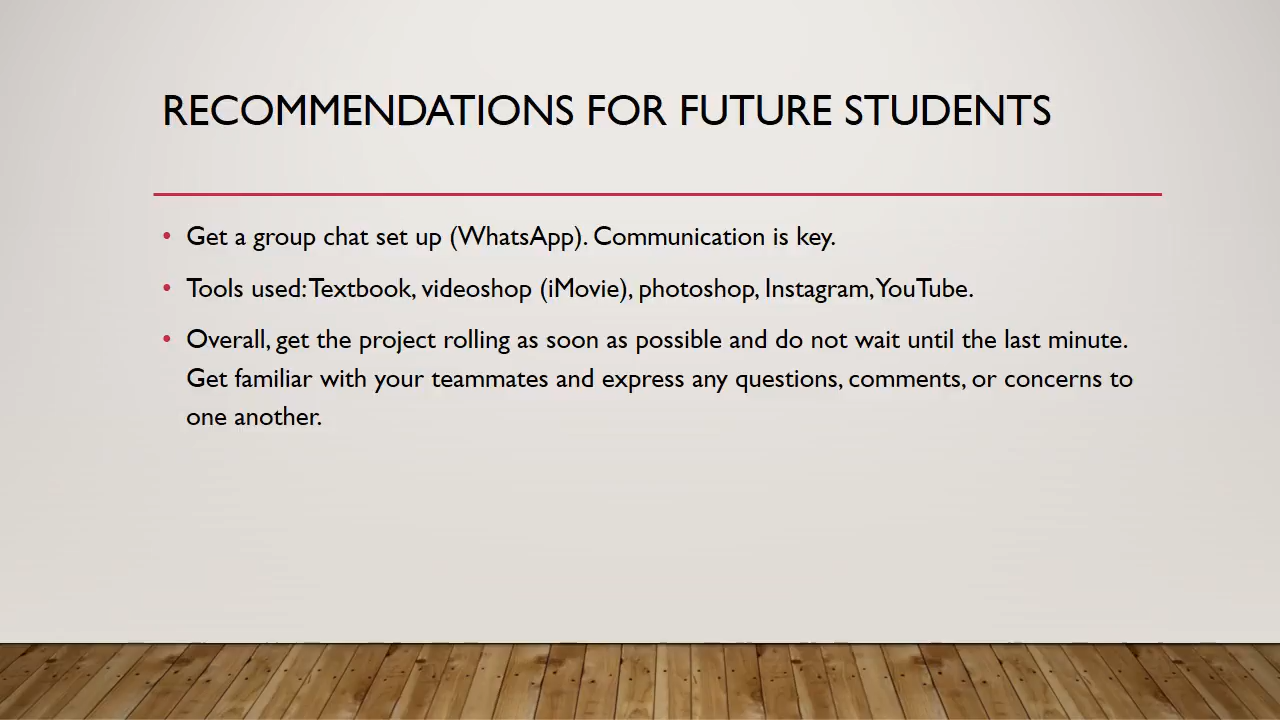 RECOMMENDATIONS FOR FUTURE STUDENTS
• Get a group chat set up (WhatsApp). Communication is key.
• Tools used: Textbook, videoshop (iMovie), photoshop, Instagram, YouTube.
• Overall, get the project rolling as soon as possible and do not wait until the last minute.
Get familiar with your teammates and express any questions, comments, or concerns to
one another.